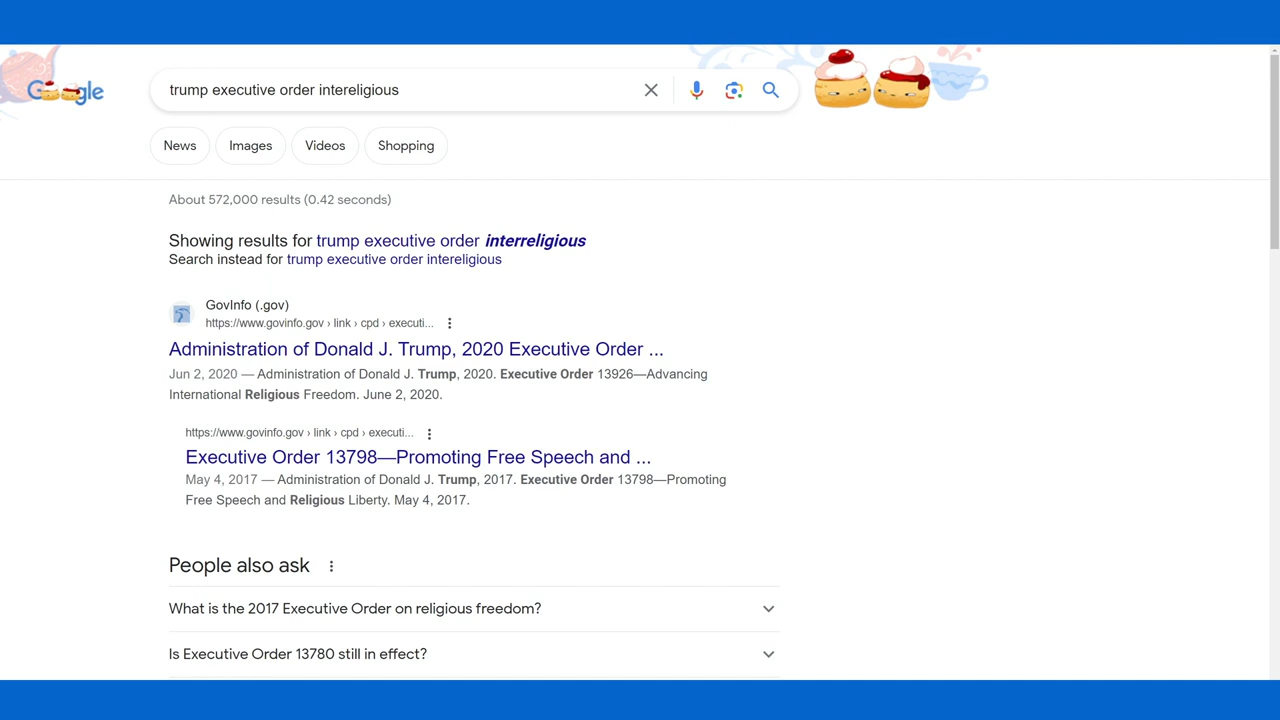 Google
trump executive order intereligious
News
Images
Videos
Shopping
About 572,000 results (0.42 seconds)
Showing results for trump executive order interreligious
Search instead for trump executive order intereligious
GovInfo (.gov)
https://www.govinfo.gov › link › cpd › executi...
Administration of Donald J. Trump, 2020 Executive Order ...
Jun 2, 2020 — Administration of Donald J. Trump, 2020. Executive Order 13926—Advancing
International Religious Freedom. June 2, 2020.
https://www.govinfo.gov › link › cpd › executi...
Executive Order 13798—Promoting Free Speech and ...
May 4, 2017 — Administration of Donald J. Trump, 2017. Executive Order 13798—Promoting
Free Speech and Religious Liberty. May 4, 2017.
People also ask
What is the 2017 Executive Order on religious freedom?
Is Executive Order 13780 still in effect?